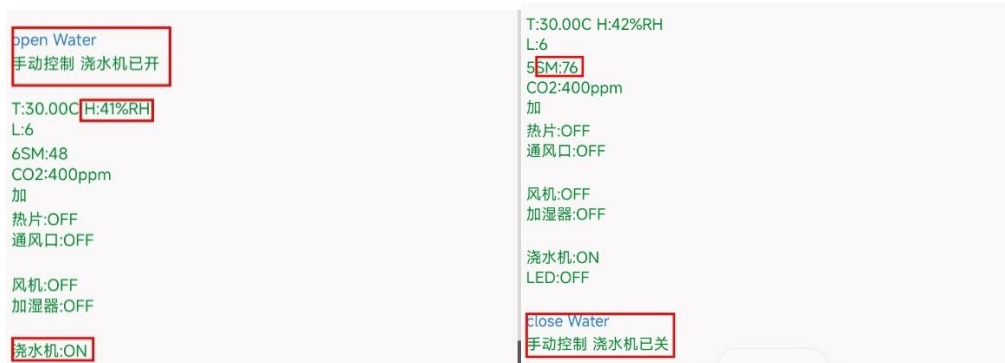 open Water
手动控制 浇水机已开
T:30.00C H:41%RH
L:6
6SM:48
CO2:400ppm
加
热片:OFF
通风口:OFF
风机:OFF
加湿器:OFF
浇水机:ON
T:30.00C H:42%RH
L:6
5SM:76
CO2:400ppm
加
热片:OFF
通风口:OFF
风机:OFF
加湿器:OFF
浇水机:ON
LED:OFF
close Water
手动控制 浇水机已关